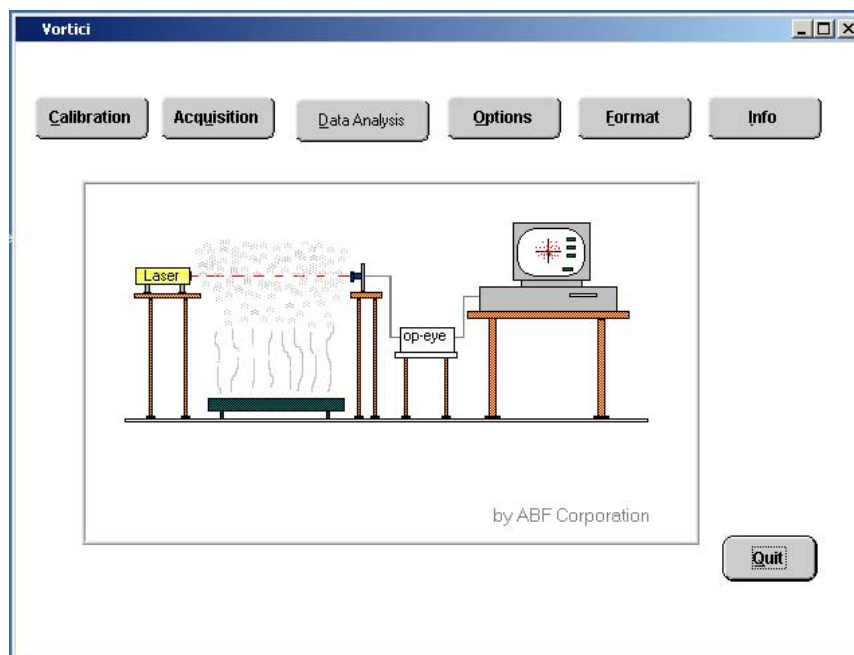 Vortici
Calibration Acquisition Data Analysis Options Format Info
Laser
op-eye
by ABF Corporation
Quit